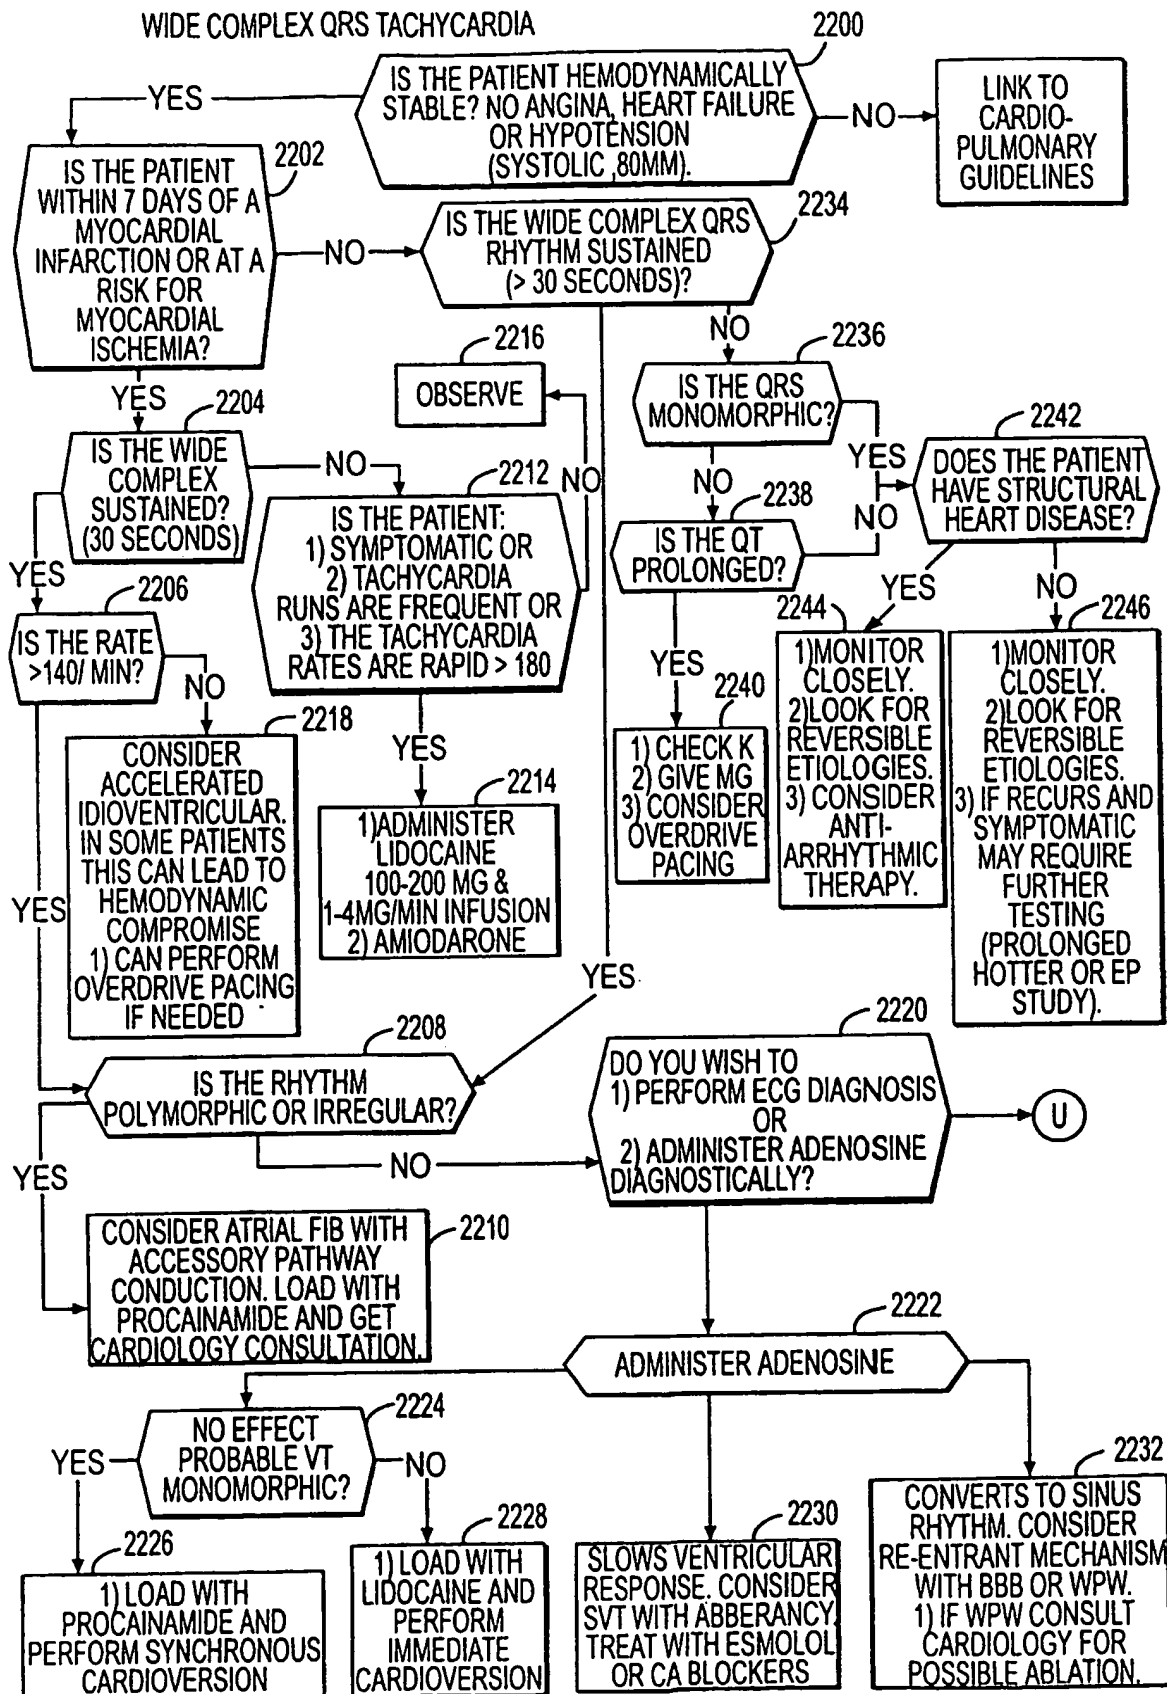 WIDE COMPLEX QRS TACHYCARDIA
2200
IS THE PATIENT HEMODYNAMICALLY
STABLE? NO ANGINA, HEART FAILURE
OR HYPOTENSION
(SYSTOLIC ,80MM).
YES
NO
LINK TO
CARDIO-
PULMONARY
GUIDELINES
2202
IS THE PATIENT
WITHIN 7 DAYS OF A
MYOCARDIAL
INFARCTION OR AT A
RISK FOR
MYOCARDIAL
ISCHEMIA?
NO
YES
2234
IS THE WIDE COMPLEX QRS
RHYTHM SUSTAINED
(> 30 SECONDS)?
NO
YES
2216
OBSERVE
2236
IS THE QRS
MONOMORPHIC?
YES
NO
2242
DOES THE PATIENT
HAVE STRUCTURAL
HEART DISEASE?
YES
NO
2204
IS THE WIDE
COMPLEX
SUSTAINED?
(30 SECONDS)
NO
YES
2212
IS THE PATIENT:
1) SYMPTOMATIC OR
2) TACHYCARDIA
RUNS ARE FREQUENT OR
3) THE TACHYCARDIA
RATES ARE RAPID > 180
NO
YES
2238
IS THE QT
PROLONGED?
NO
YES
2206
IS THE RATE
>140/ MIN?
NO
YES
2218
CONSIDER
ACCELERATED
IDIOVENTRICULAR.
IN SOME PATIENTS
THIS CAN LEAD TO
HEMODYNAMIC
COMPROMISE
1) CAN PERFORM
OVERDRIVE PACING
IF NEEDED
2214
1)ADMINISTER
LIDOCAINE
100-200 MG &
1-4MG/MIN INFUSION
2) AMIODARONE
2240
1) CHECK K
2) GIVE MG
3) CONSIDER
OVERDRIVE
PACING
2244
1)MONITOR
CLOSELY.
2)LOOK FOR
REVERSIBLE
ETIOLOGIES.
3) CONSIDER
ANTI-
ARRHYTHMIC
THERAPY.
2246
1)MONITOR
CLOSELY.
2)LOOK FOR
REVERSIBLE
ETIOLOGIES.
3) IF RECURS AND
SYMPTOMATIC
MAY REQUIRE
FURTHER
TESTING
(PROLONGED
HOTTER OR EP
STUDY).
2208
IS THE RHYTHM
POLYMORPHIC OR IRREGULAR?
YES
NO
2220
DO YOU WISH TO
1) PERFORM ECG DIAGNOSIS
OR
2) ADMINISTER ADENOSINE
DIAGNOSTICALLY?
U
2210
CONSIDER ATRIAL FIB WITH
ACCESSORY PATHWAY
CONDUCTION. LOAD WITH
PROCAINAMIDE AND GET
CARDIOLOGY CONSULTATION.
2222
ADMINISTER ADENOSINE
2224
NO EFFECT
PROBABLE VT
MONOMORPHIC?
YES
NO
2226
1) LOAD WITH
PROCAINAMIDE AND
PERFORM SYNCHRONOUS
CARDIOVERSION
2228
1) LOAD WITH
LIDOCAINE AND
PERFORM
IMMEDIATE
CARDIOVERSION
2230
SLOWS VENTRICULAR
RESPONSE. CONSIDER
SVT WITH ABBERANCY.
TREAT WITH ESMOLOL
OR CA BLOCKERS
2232
CONVERTS TO SINUS
RHYTHM. CONSIDER
RE-ENTRANT MECHANISM
WITH BBB OR WPW.
1) IF WPW CONSULT
CARDIOLOGY FOR
POSSIBLE ABLATION.